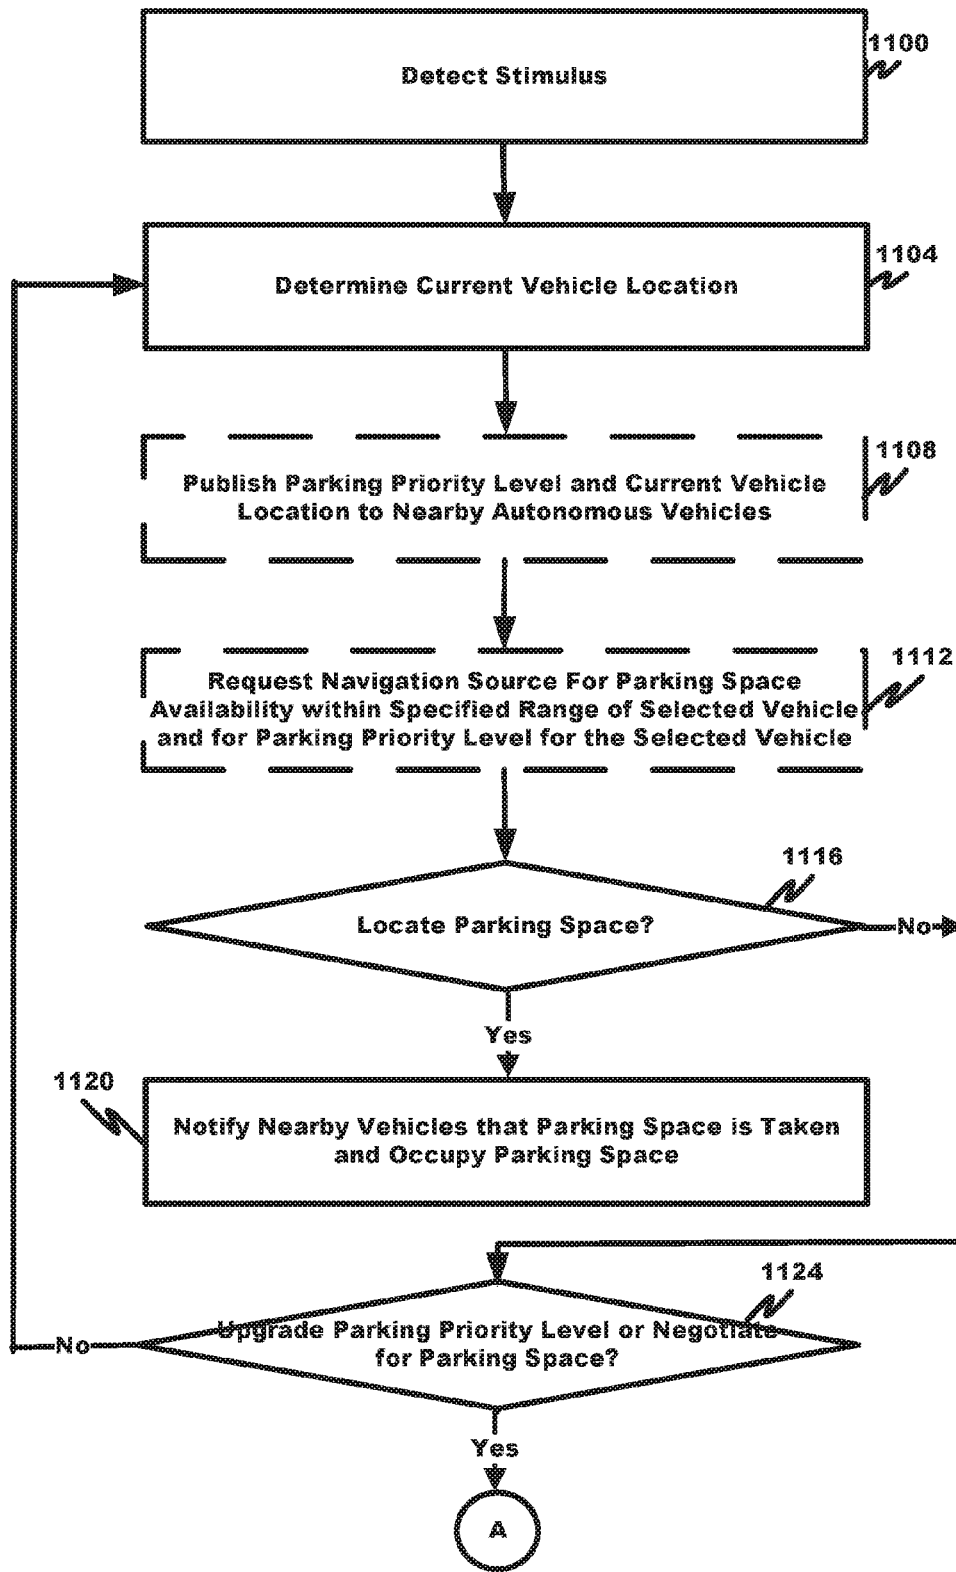 Detect Stimulus
1100
Determine Current Vehicle Location
1104
Publish Parking Priority Level and Current Vehicle
Location to Nearby Autonomous Vehicles
1108
Request Navigation Source For Parking Space
Availability within Specified Range of Selected Vehicle
and for Parking Priority Level for the Selected Vehicle
1112
Locate Parking Space?
1116
No
Yes
1120
Notify Nearby Vehicles that Parking Space is Taken
and Occupy Parking Space
1124
Upgrade Parking Priority Level or Negotiate
for Parking Space?
No
Yes
A